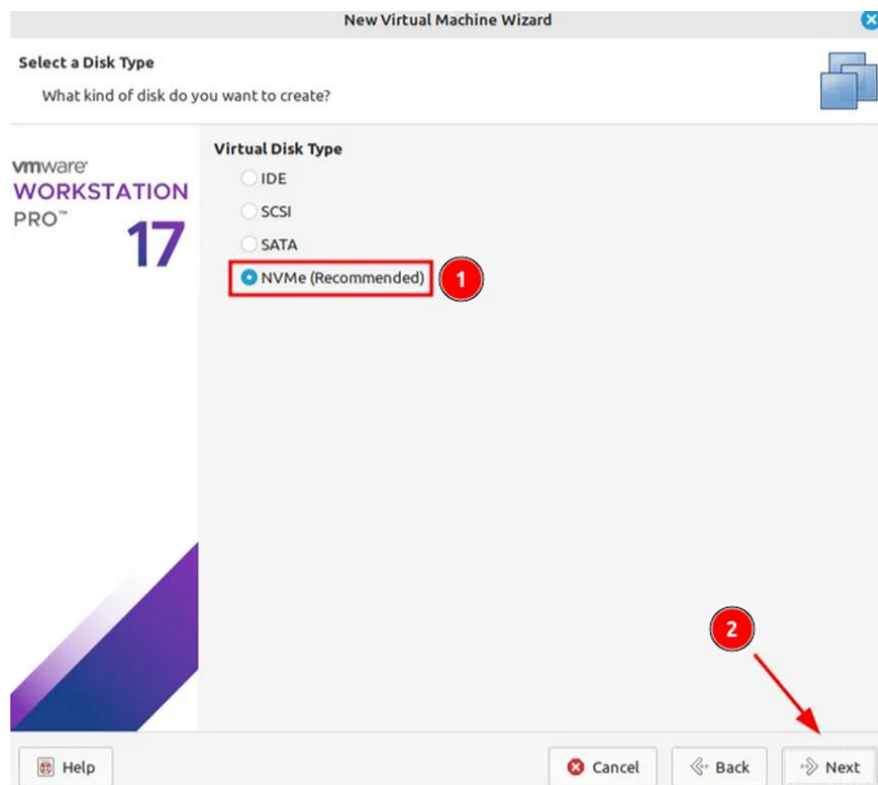 New Virtual Machine Wizard
Select a Disk Type
What kind of disk do you want to create?
vmware
WORKSTATION
PRO™
17
Virtual Disk Type
IDE
SCSI
SATA
NVMe (Recommended)
1
2
Help
Cancel
Back
Next